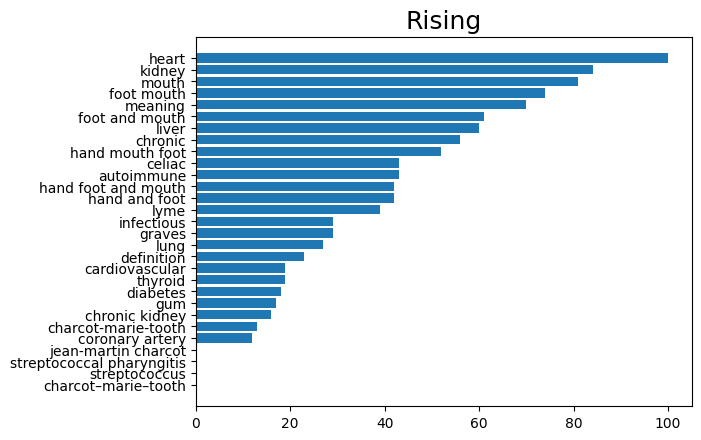 Rising
heart
kidney
mouth
foot mouth
meaning
foot and mouth
liver
chronic
hand mouth foot
celiac
autoimmune
hand foot and mouth
hand and foot
lyme
infectious
graves
lung
definition
cardiovascular
thyroid
diabetes
gum
chronic kidney
charcot-marie-tooth
coronary artery
jean-martin charcot
streptococcal pharyngitis
streptococcus
charcot–marie–tooth
0 20 40 60 80 100